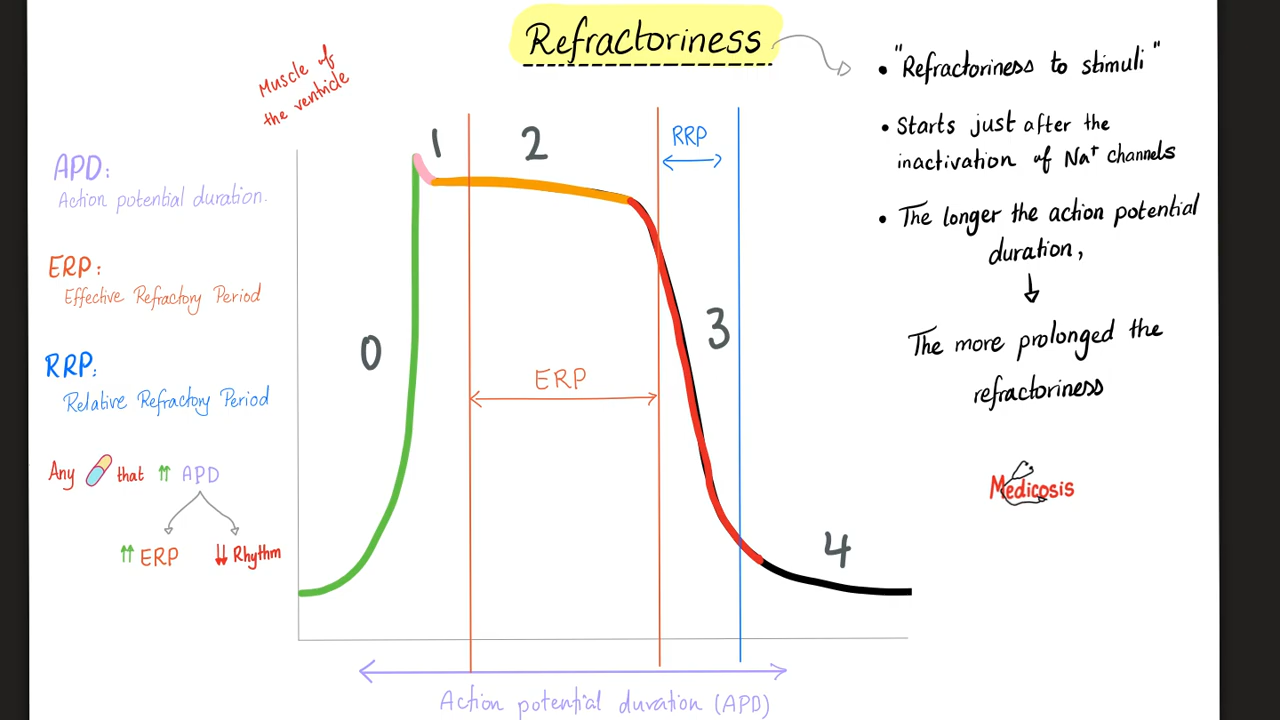 Refractoriness
Muscle of
the ventricle
APD:
Action potential duration.
ERP:
Effective Refractory Period
RRP:
Relative Refractory Period
Any that ⇈ APD
⇈ ERP ⇊ Rhythm
0
1
2
3
4
RRP
ERP
Action potential duration (APD)
• "Refractoriness to stimuli"
• Starts just after the
inactivation of Na⁺ channels
• The longer the action potential
duration,
↓
The more prolonged the
refractoriness
Medicosis